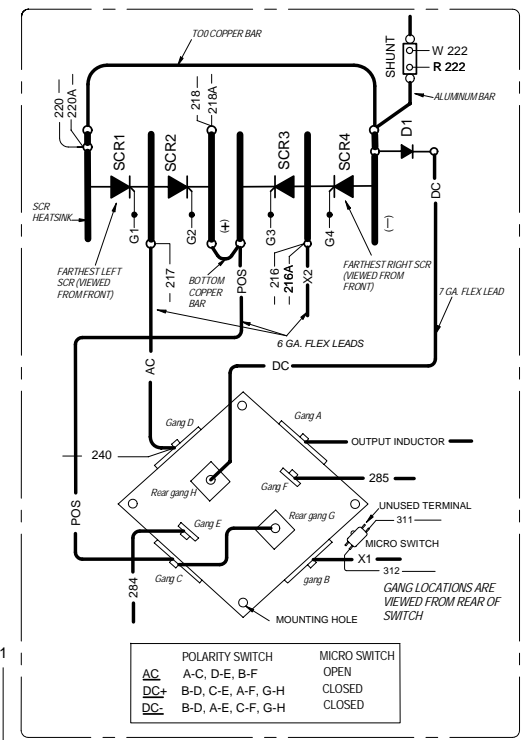 TO0 COPPER BAR
SHUNT
W 222
R 222
ALUMINUM BAR
220
220A
218
218A
SCR1
SCR2
SCR3
SCR4
D1
DC
SCR
HEATSINK
G1
G2
(+)
G3
G4
(—)
FARTHEST LEFT
SCR (VIEWED
FROM FRONT)
217
BOTTOM
COPPER
BAR
POS
216
216A
X2
FARTHEST RIGHT SCR
(VIEWED FROM
FRONT)
7 GA. FLEX LEAD
6 GA. FLEX LEADS
AC
DC
Gang D
Gang A
240
OUTPUT INDUCTOR
Rear gang H
Gang F
285
POS
Gang E
Rear gang G
UNUSED TERMINAL
311
MICRO SWITCH
X1
312
284
Gang C
gang B
GANG LOCATIONS ARE
VIEWED FROM REAR OF
SWITCH
MOUNTING HOLE
1
POLARITY SWITCH MICRO SWITCH
AC A-C, D-E, B-F OPEN
DC+ B-D, C-E, A-F, G-H CLOSED
DC- B-D, A-E, C-F, G-H CLOSED